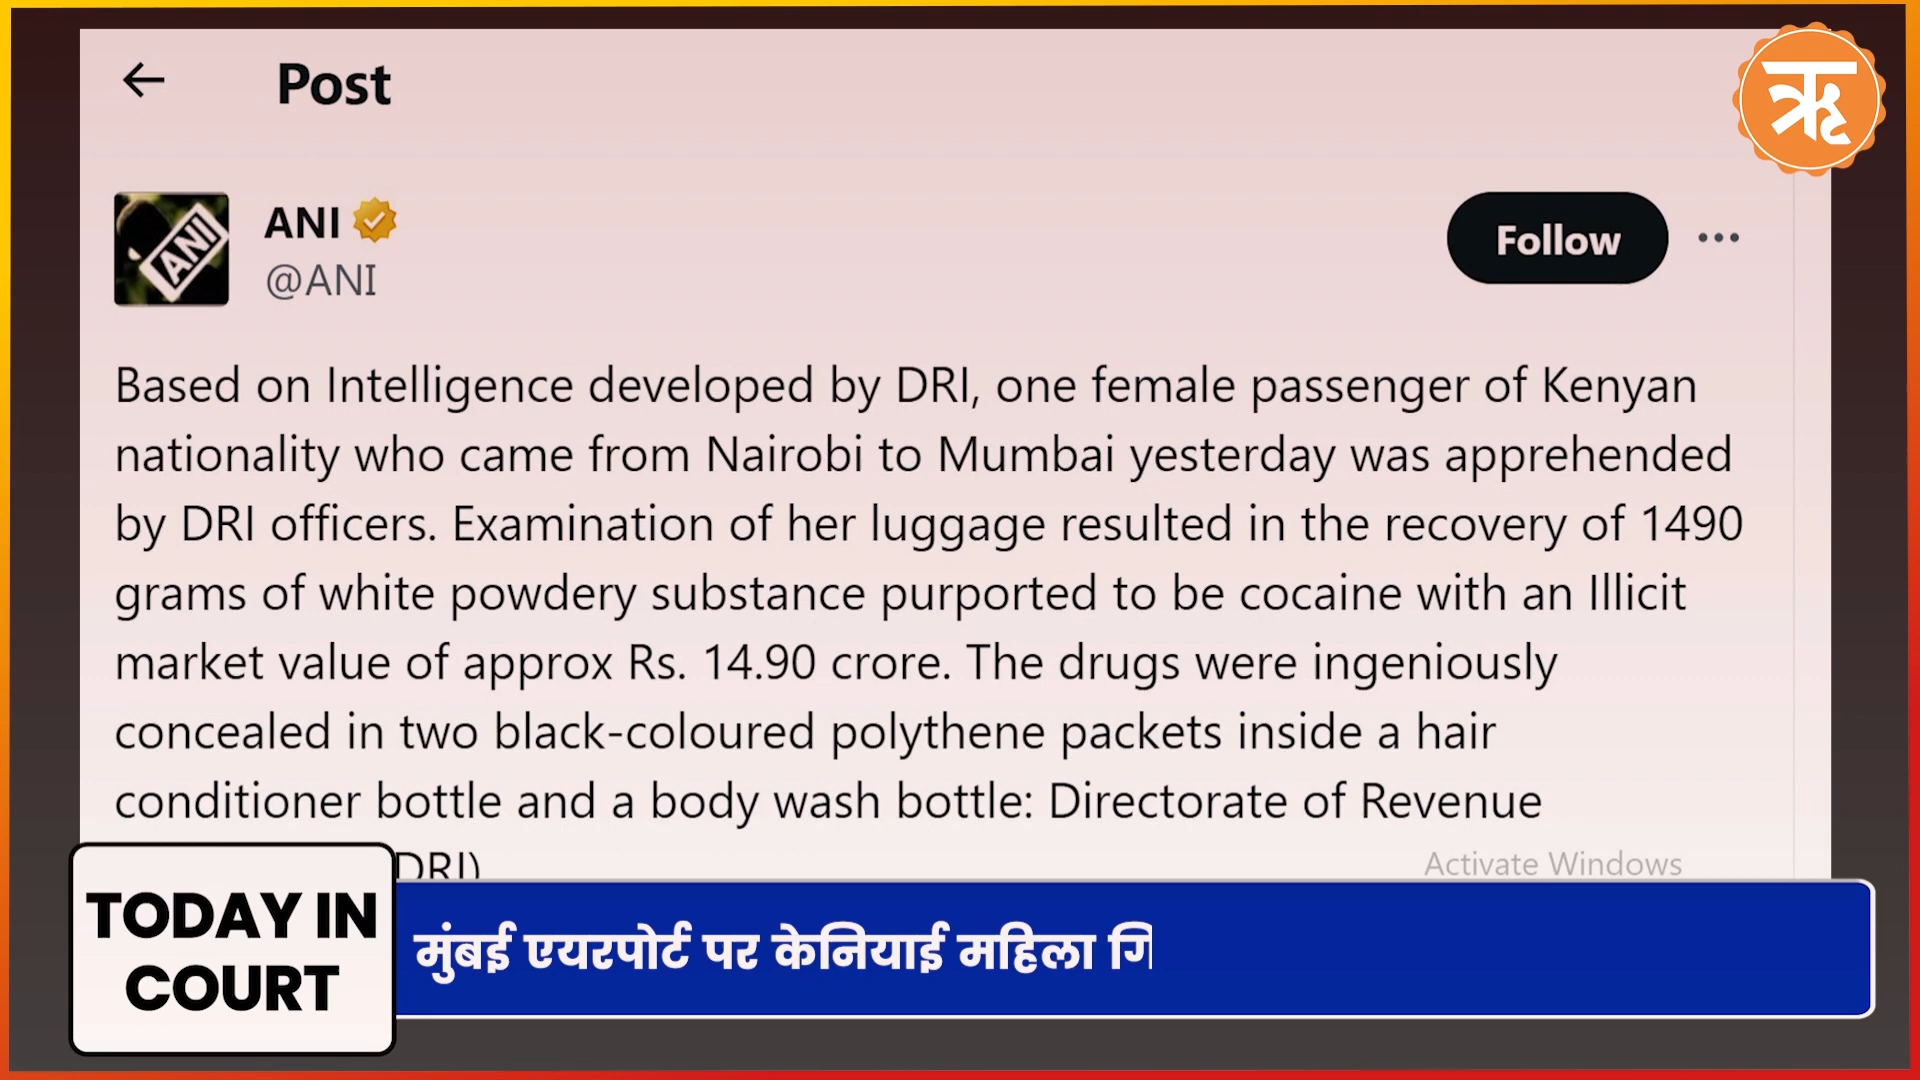 Post
ऋ
ANI
ANI
@ANI
Follow
Based on Intelligence developed by DRI, one female passenger of Kenyan
nationality who came from Nairobi to Mumbai yesterday was apprehended
by DRI officers. Examination of her luggage resulted in the recovery of 1490
grams of white powdery substance purported to be cocaine with an Illicit
market value of approx Rs. 14.90 crore. The drugs were ingeniously
concealed in two black-coloured polythene packets inside a hair
conditioner bottle and a body wash bottle: Directorate of Revenue
DRI)
Activate Windows
TODAY IN
COURT
मुंबई एयरपोर्ट पर केनियाई महिला गि